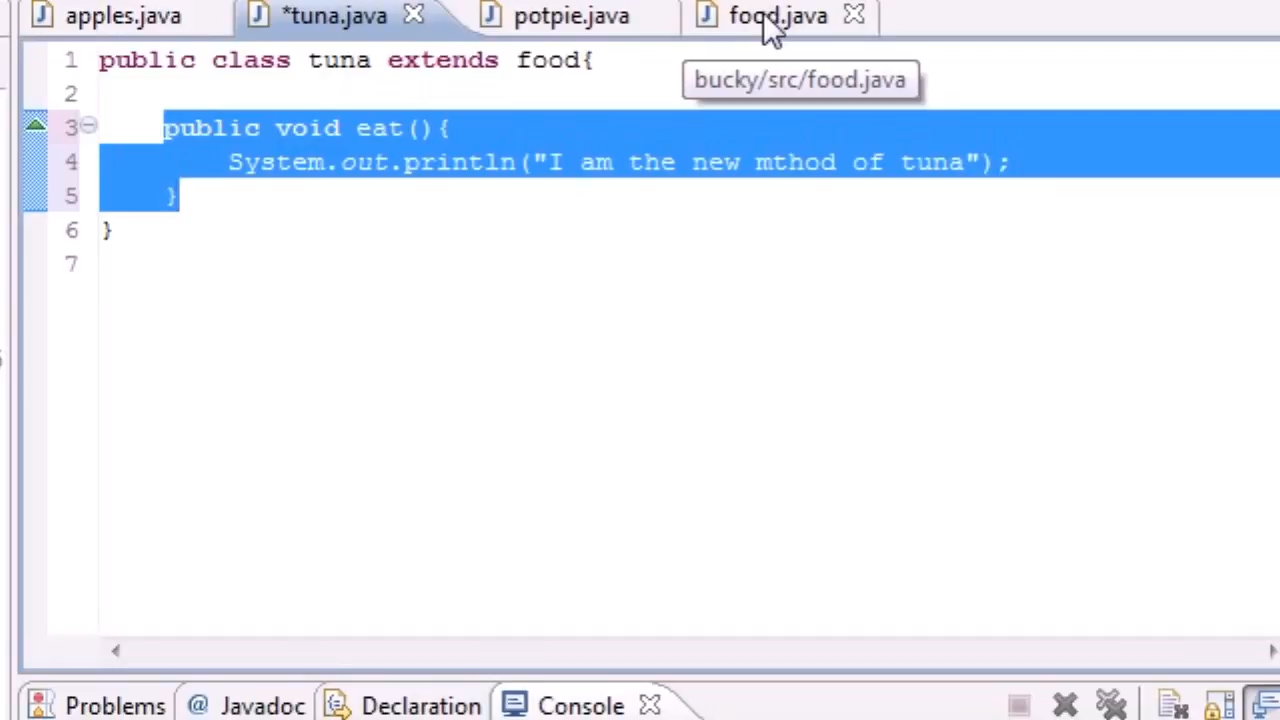 apples.java *tuna.java potpie.java food.java
bucky/src/food.java
1 public class tuna extends food{
2
3 public void eat(){
4 System.out.println("I am the new mthod of tuna");
5 }
6 }
7
Problems @ Javadoc Declaration Console